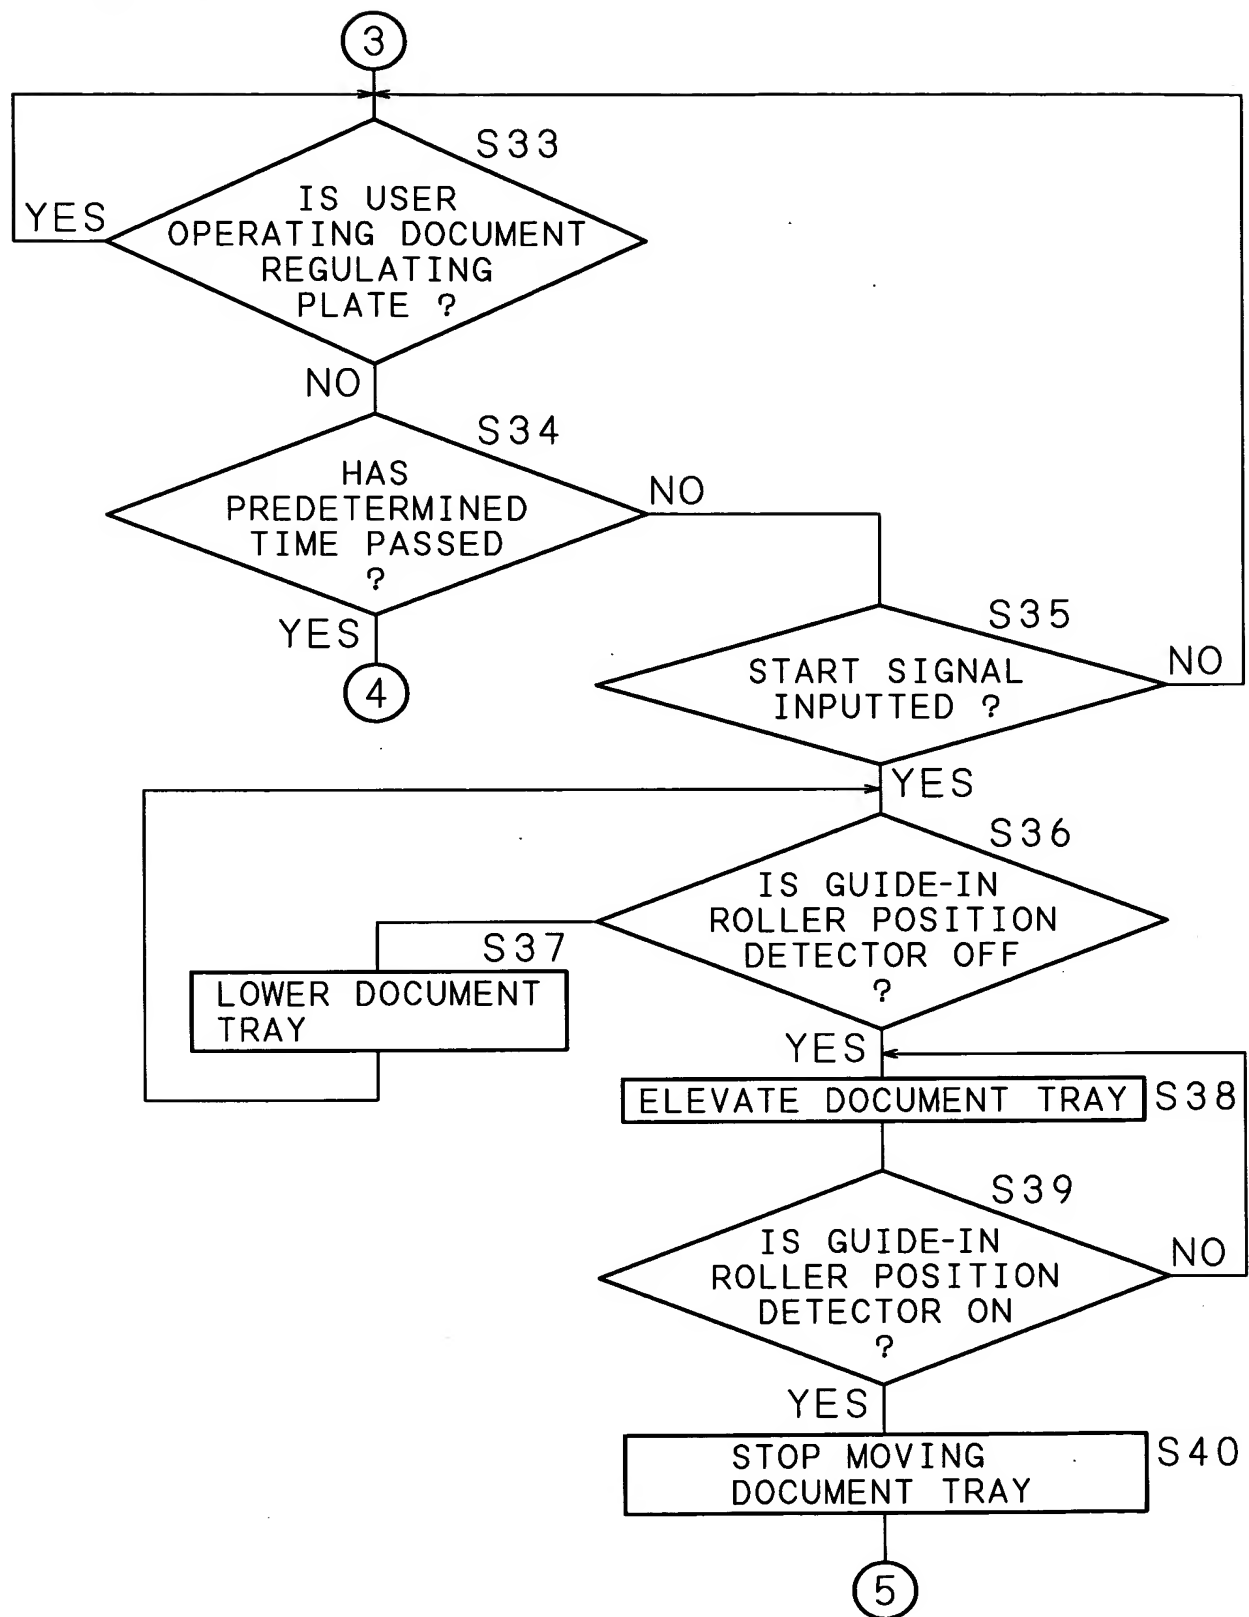 3
S33
YES
IS USER
OPERATING DOCUMENT
REGULATING
PLATE ?
NO
S34
HAS
PREDETERMINED
TIME PASSED
?
NO
YES
4
S35
START SIGNAL
INPUTTED ?
NO
YES
S36
IS GUIDE-IN
ROLLER POSITION
DETECTOR OFF
?
S37
LOWER DOCUMENT
TRAY
YES
ELEVATE DOCUMENT TRAY
S38
S39
IS GUIDE-IN
ROLLER POSITION
DETECTOR ON
?
NO
YES
STOP MOVING
DOCUMENT TRAY
S40
5